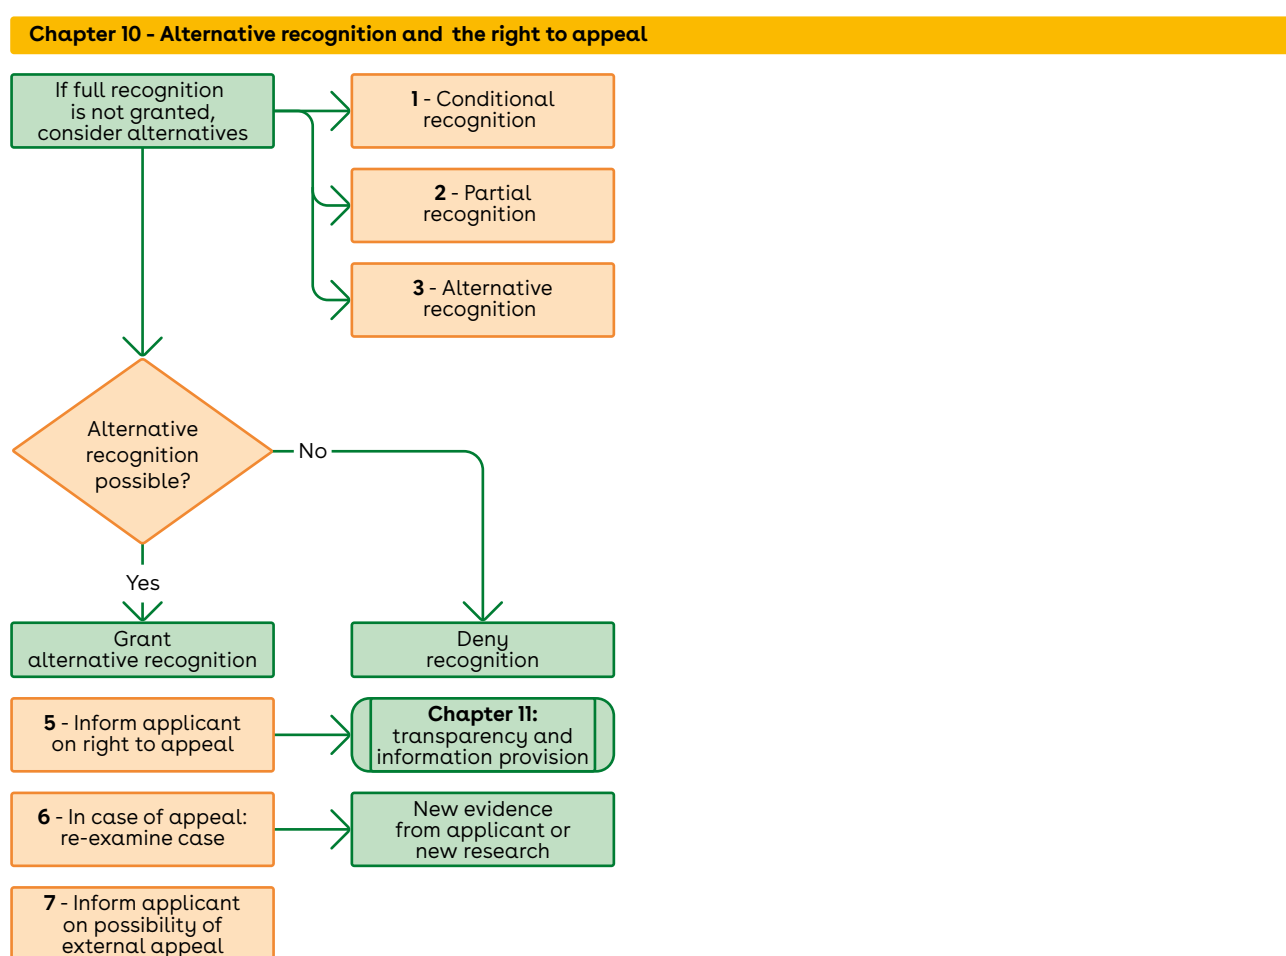 Chapter 10 - Alternative recognition and the right to appeal
If full recognition
is not granted,
consider alternatives
1 - Conditional
recognition
2 - Partial
recognition
3 - Alternative
recognition
Alternative
recognition
possible?
No
Yes
Grant
alternative recognition
Deny
recognition
5 - Inform applicant
on right to appeal
Chapter 11:
transparency and
information provision
6 - In case of appeal:
re-examine case
New evidence
from applicant or
new research
7 - Inform applicant
on possibility of
external appeal